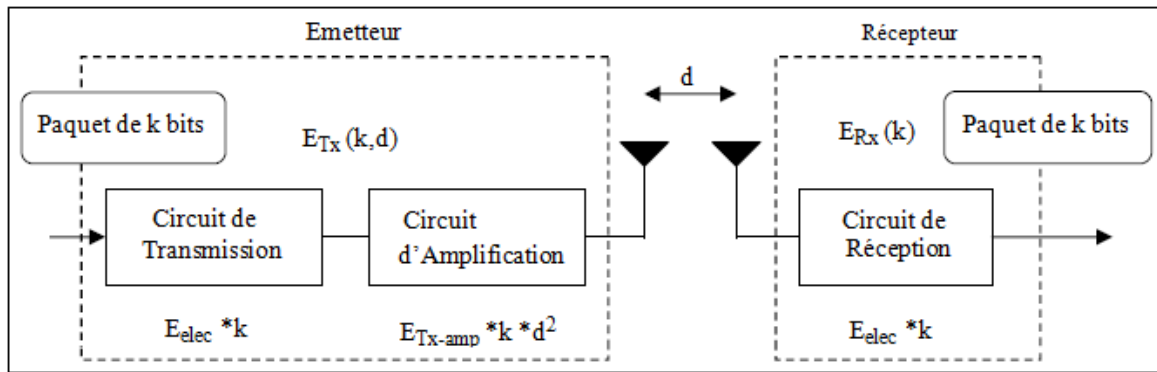 Emetteur
Récepteur
d
Paquet de k bits
E_Tx (k,d)
E_Rx (k)
Paquet de k bits
Circuit de
Transmission
Circuit
d'Amplification
Circuit de
Réception
E_elec *k
E_Tx-amp *k *d²
E_elec *k